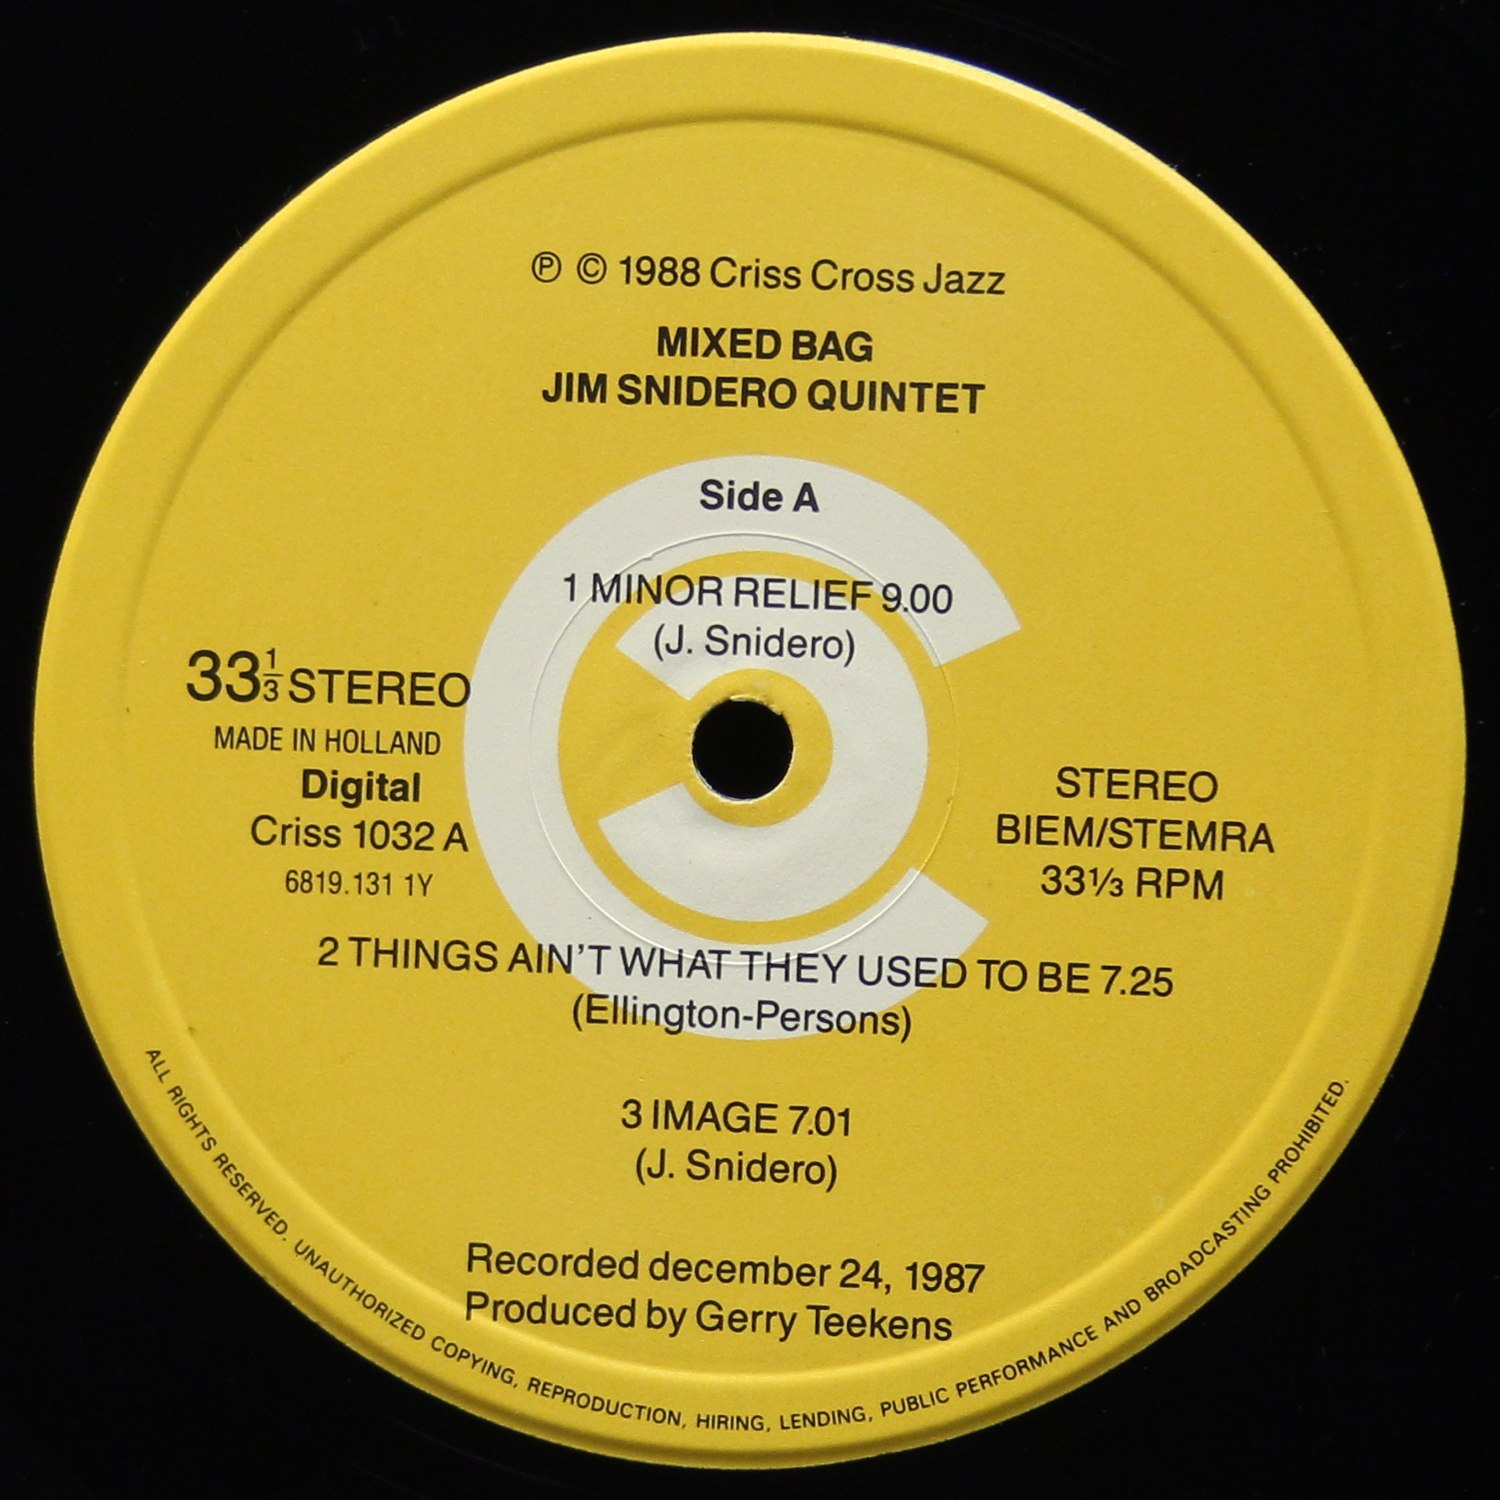 ℗ © 1988 Criss Cross Jazz
MIXED BAG
JIM SNIDERO QUINTET
Side A
1 MINOR RELIEF 9.00
(J. Snidero)
33 1/3 STEREO
MADE IN HOLLAND
Digital
Criss 1032 A
6819.131 1Y
STEREO
BIEM/STEMRA
33⅓ RPM
2 THINGS AIN'T WHAT THEY USED TO BE 7.25
(Ellington-Persons)
3 IMAGE 7.01
(J. Snidero)
Recorded december 24, 1987
Produced by Gerry Teekens
ALL RIGHTS RESERVED. UNAUTHORIZED COPYING, REPRODUCTION, HIRING, LENDING, PUBLIC PERFORMANCE AND BROADCASTING PROHIBITED.